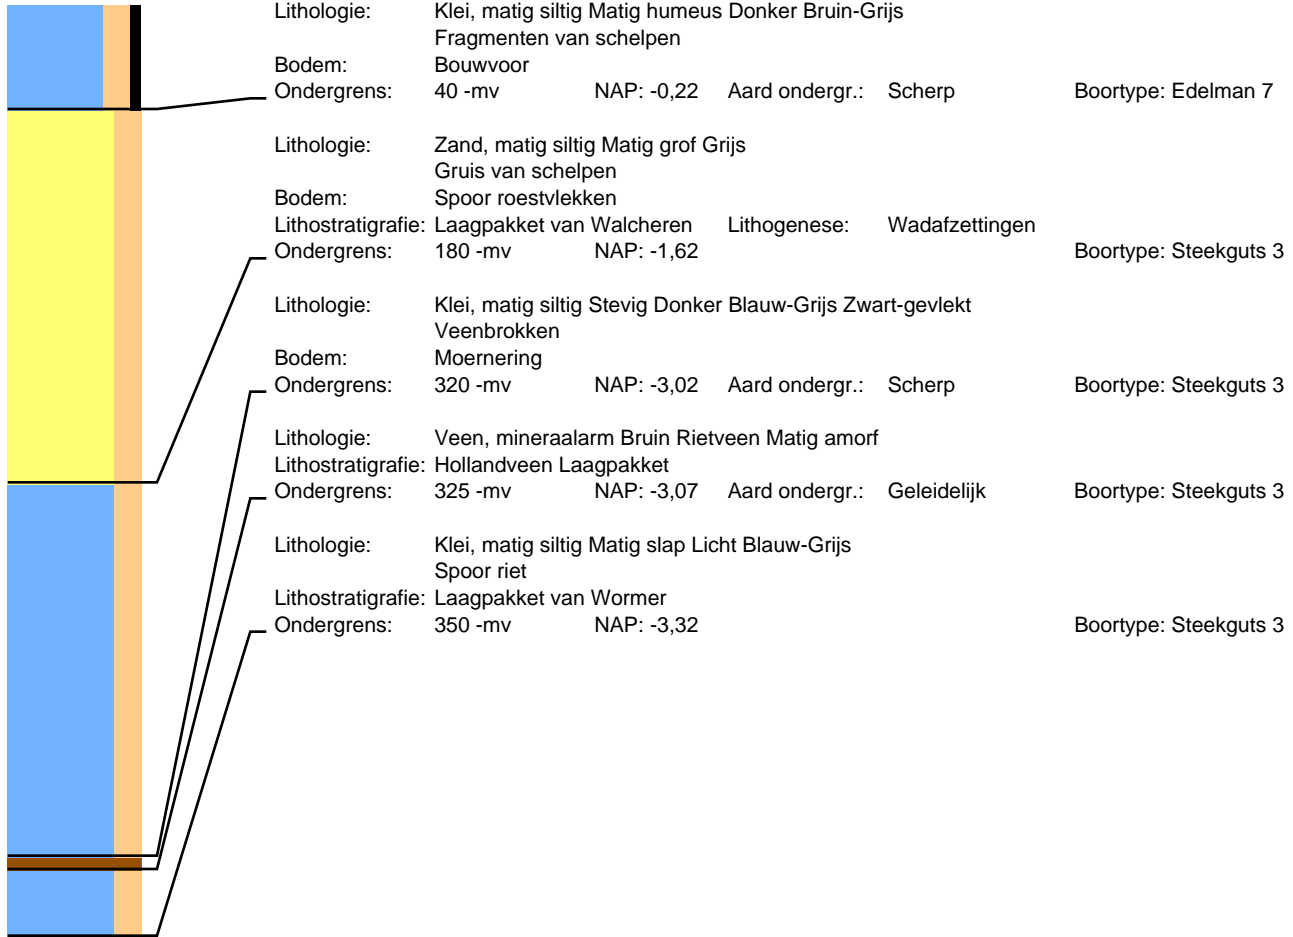 Lithologie: Klei, matig siltig Matig humeus Donker Bruin-Grijs
Fragmenten van schelpen
Bodem: Bouwvoor
Ondergrens: 40 -mv NAP: -0,22 Aard ondergr.: Scherp Boortype: Edelman 7
Lithologie: Zand, matig siltig Matig grof Grijs
Gruis van schelpen
Bodem: Spoor roestvlekken
Lithostratigrafie: Laagpakket van Walcheren Lithogenese: Wadafzettingen
Ondergrens: 180 -mv NAP: -1,62 Boortype: Steekguts 3
Lithologie: Klei, matig siltig Stevig Donker Blauw-Grijs Zwart-gevlekt
Veenbrokken
Bodem: Moernering
Ondergrens: 320 -mv NAP: -3,02 Aard ondergr.: Scherp Boortype: Steekguts 3
Lithologie: Veen, mineraalarm Bruin Rietveen Matig amorf
Lithostratigrafie: Hollandveen Laagpakket
Ondergrens: 325 -mv NAP: -3,07 Aard ondergr.: Geleidelijk Boortype: Steekguts 3
Lithologie: Klei, matig siltig Matig slap Licht Blauw-Grijs
Spoor riet
Lithostratigrafie: Laagpakket van Wormer
Ondergrens: 350 -mv NAP: -3,32 Boortype: Steekguts 3